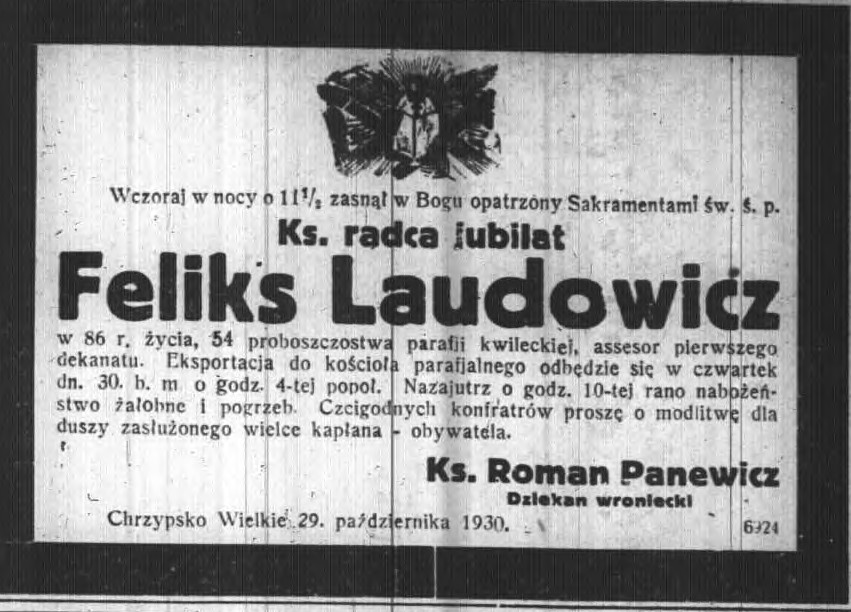 Wczoraj w nocy o 11½ zasnął w Bogu opatrzony Sakramentami św. ś. p.
Ks. radca jubilat
Feliks Laudowicz
w 86 r. życia, 54 proboszczostwa parafji kwileckiej, assesor pierwszego
dekanatu. Eksportacja do kościoła parafjalnego odbędzie się w czwartek
dn. 30. b. m o godz. 4-tej popoł. Nazajutrz o godz. 10-tej rano nabożeń-
stwo żałobne i pogrzeb. Czcigodnych konfratrów proszę o modlitwę dla
duszy zasłużonego wielce kapłana - obywatela.
Ks. Roman Panewicz
Dziekan wroniecki
Chrzypsko Wielkie 29. października 1930.
6924